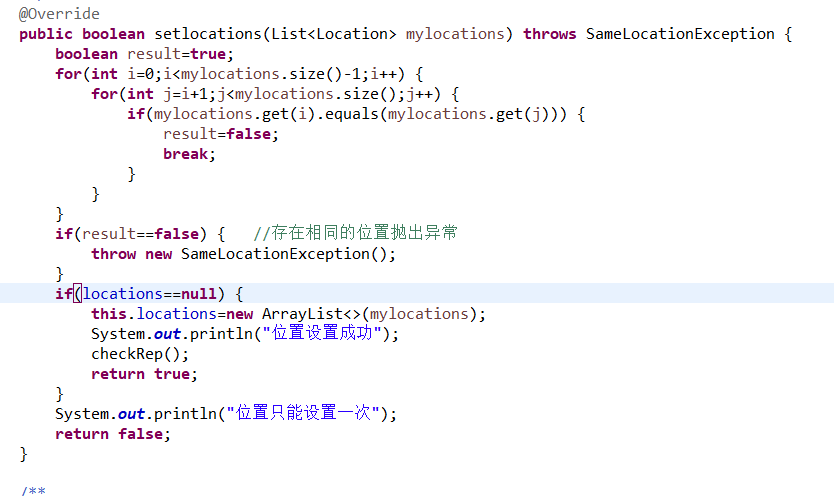 @Override
public boolean setlocations(List<Location> mylocations) throws SameLocationException {
    boolean result=true;
    for(int i=0;i<mylocations.size()-1;i++) {
        for(int j=i+1;j<mylocations.size();j++) {
            if(mylocations.get(i).equals(mylocations.get(j))) {
                result=false;
                break;
            }
        }
    }
    if(result==false) {   //存在相同的位置抛出异常
        throw new SameLocationException();
    }
    if(locations==null) {
        this.locations=new ArrayList<>(mylocations);
        System.out.println("位置设置成功");
        checkRep();
        return true;
    }
    System.out.println("位置只能设置一次");
    return false;
}
/**